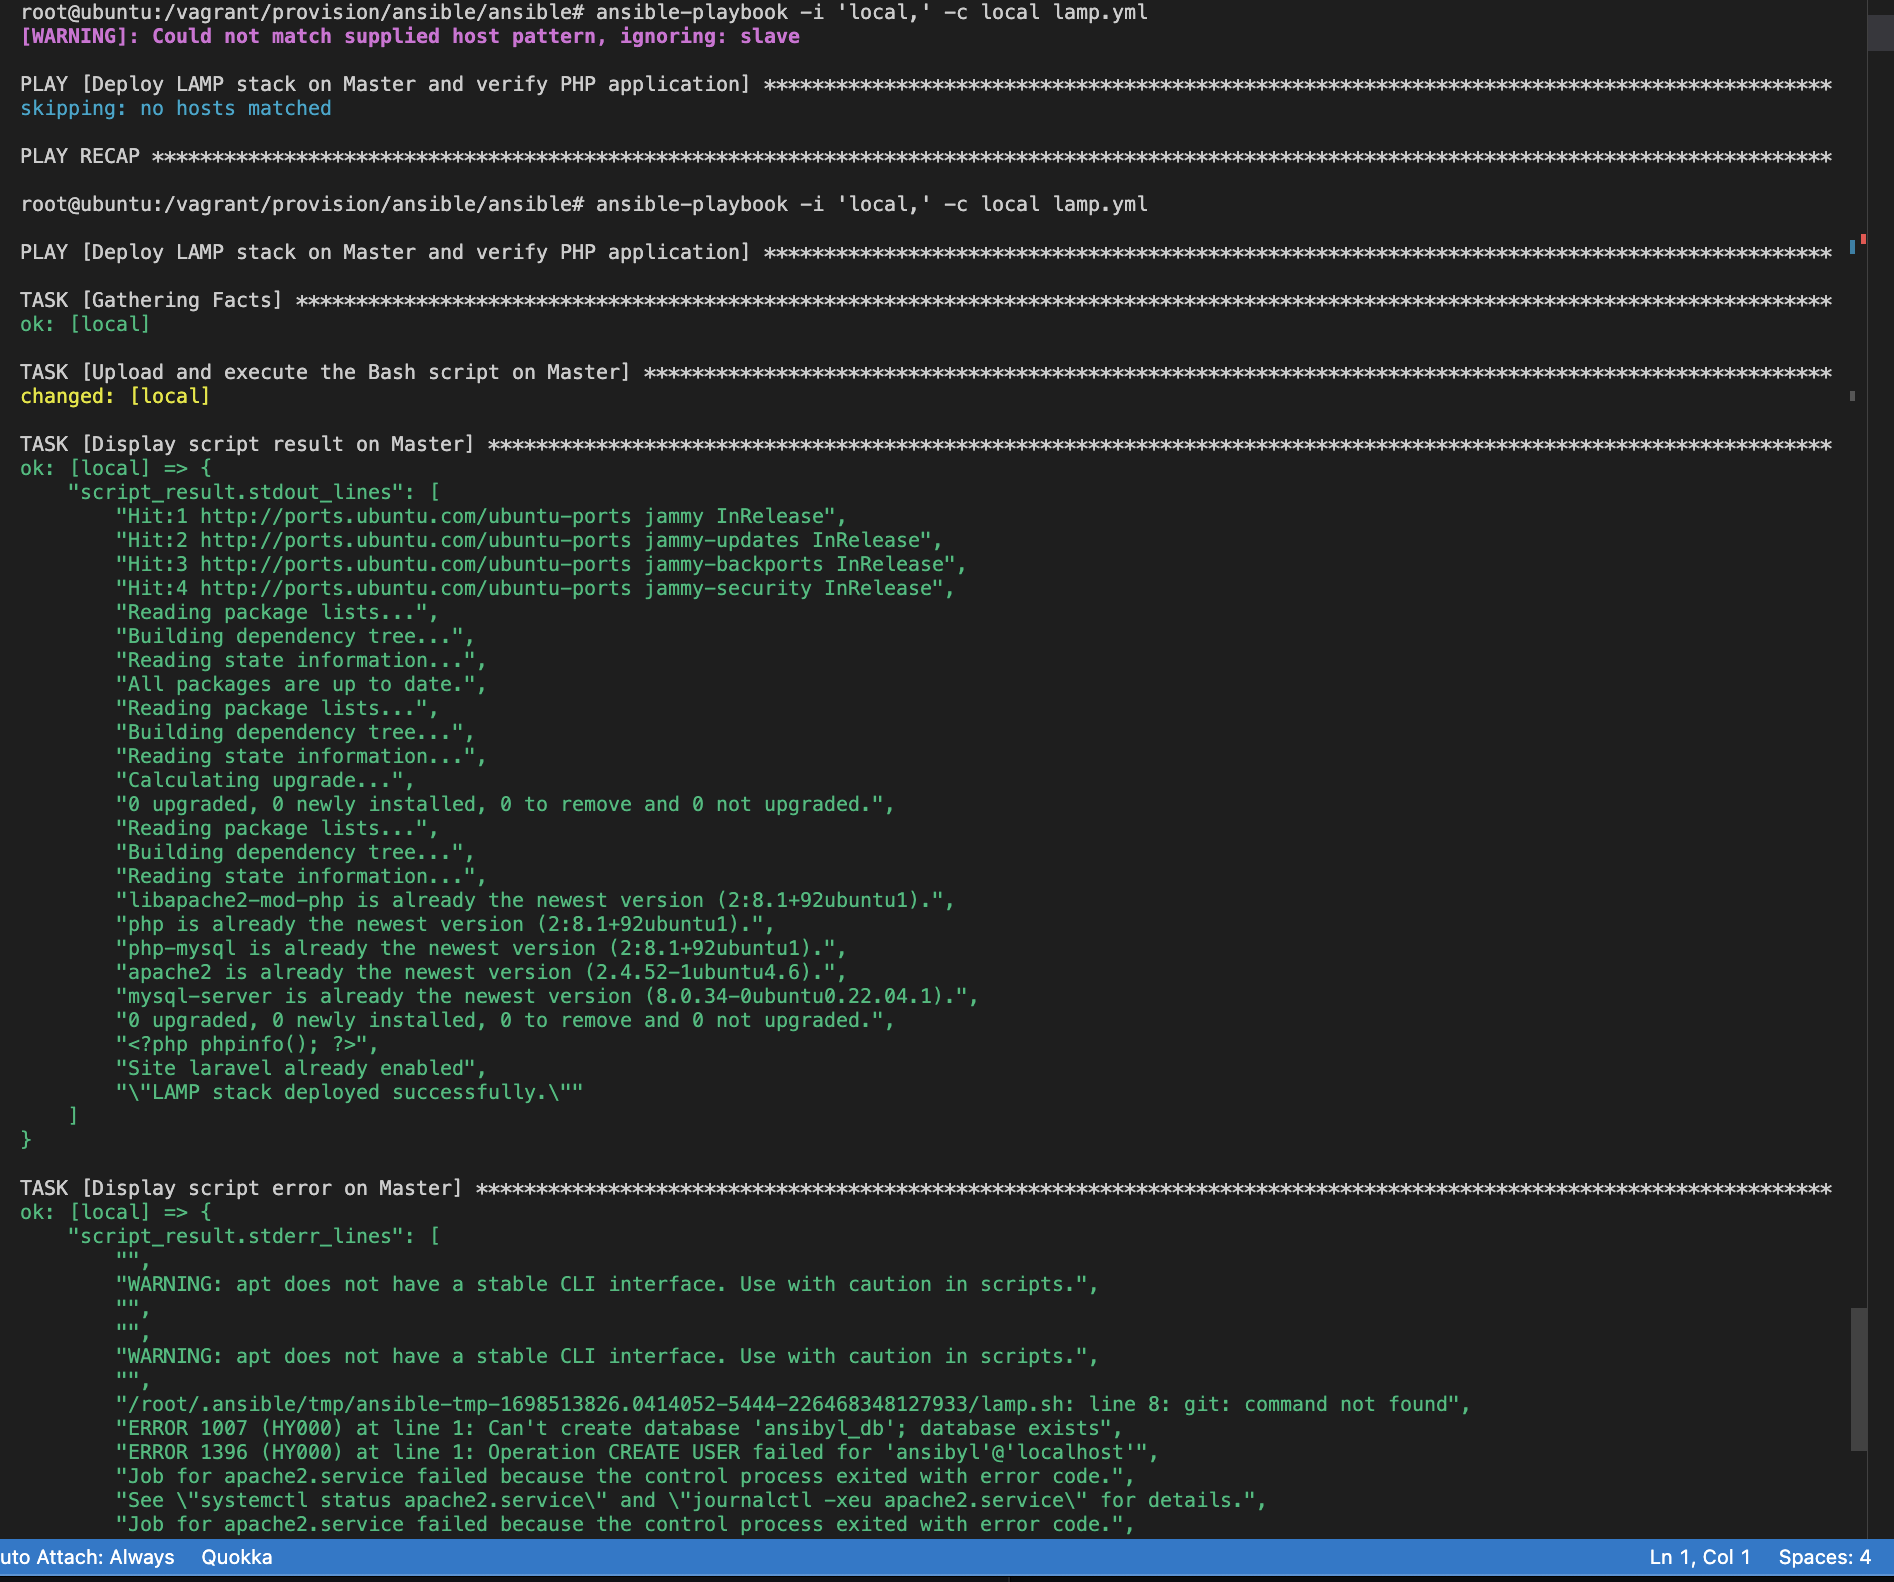 root@ubuntu:/vagrant/provision/ansible/ansible# ansible-playbook -i 'local,' -c local lamp.yml
[WARNING]: Could not match supplied host pattern, ignoring: slave
PLAY [Deploy LAMP stack on Master and verify PHP application] *****************************************************************************************
skipping: no hosts matched
PLAY RECAP ********************************************************************************************************************************************
root@ubuntu:/vagrant/provision/ansible/ansible# ansible-playbook -i 'local,' -c local lamp.yml
PLAY [Deploy LAMP stack on Master and verify PHP application] *****************************************************************************************
TASK [Gathering Facts] ********************************************************************************************************************************
ok: [local]
TASK [Upload and execute the Bash script on Master] ***************************************************************************************************
changed: [local]
TASK [Display script result on Master] ****************************************************************************************************************
ok: [local] => {
    "script_result.stdout_lines": [
        "Hit:1 http://ports.ubuntu.com/ubuntu-ports jammy InRelease",
        "Hit:2 http://ports.ubuntu.com/ubuntu-ports jammy-updates InRelease",
        "Hit:3 http://ports.ubuntu.com/ubuntu-ports jammy-backports InRelease",
        "Hit:4 http://ports.ubuntu.com/ubuntu-ports jammy-security InRelease",
        "Reading package lists...",
        "Building dependency tree...",
        "Reading state information...",
        "All packages are up to date.",
        "Reading package lists...",
        "Building dependency tree...",
        "Reading state information...",
        "Calculating upgrade...",
        "0 upgraded, 0 newly installed, 0 to remove and 0 not upgraded.",
        "Reading package lists...",
        "Building dependency tree...",
        "Reading state information...",
        "libapache2-mod-php is already the newest version (2:8.1+92ubuntu1).",
        "php is already the newest version (2:8.1+92ubuntu1).",
        "php-mysql is already the newest version (2:8.1+92ubuntu1).",
        "apache2 is already the newest version (2.4.52-1ubuntu4.6).",
        "mysql-server is already the newest version (8.0.34-0ubuntu0.22.04.1).",
        "0 upgraded, 0 newly installed, 0 to remove and 0 not upgraded.",
        "<?php phpinfo(); ?>",
        "Site laravel already enabled",
        "\"LAMP stack deployed successfully.\""
    ]
}
TASK [Display script error on Master] *****************************************************************************************************************
ok: [local] => {
    "script_result.stderr_lines": [
        "",
        "WARNING: apt does not have a stable CLI interface. Use with caution in scripts.",
        "",
        "",
        "WARNING: apt does not have a stable CLI interface. Use with caution in scripts.",
        "",
        "/root/.ansible/tmp/ansible-tmp-1698513826.0414052-5444-226468348127933/lamp.sh: line 8: git: command not found",
        "ERROR 1007 (HY000) at line 1: Can't create database 'ansibyl_db'; database exists",
        "ERROR 1396 (HY000) at line 1: Operation CREATE USER failed for 'ansibyl'@'localhost'",
        "Job for apache2.service failed because the control process exited with error code.",
        "See \"systemctl status apache2.service\" and \"journalctl -xeu apache2.service\" for details.",
        "Job for apache2.service failed because the control process exited with error code.",
uto Attach: Always Quokka Ln 1, Col 1 Spaces: 4